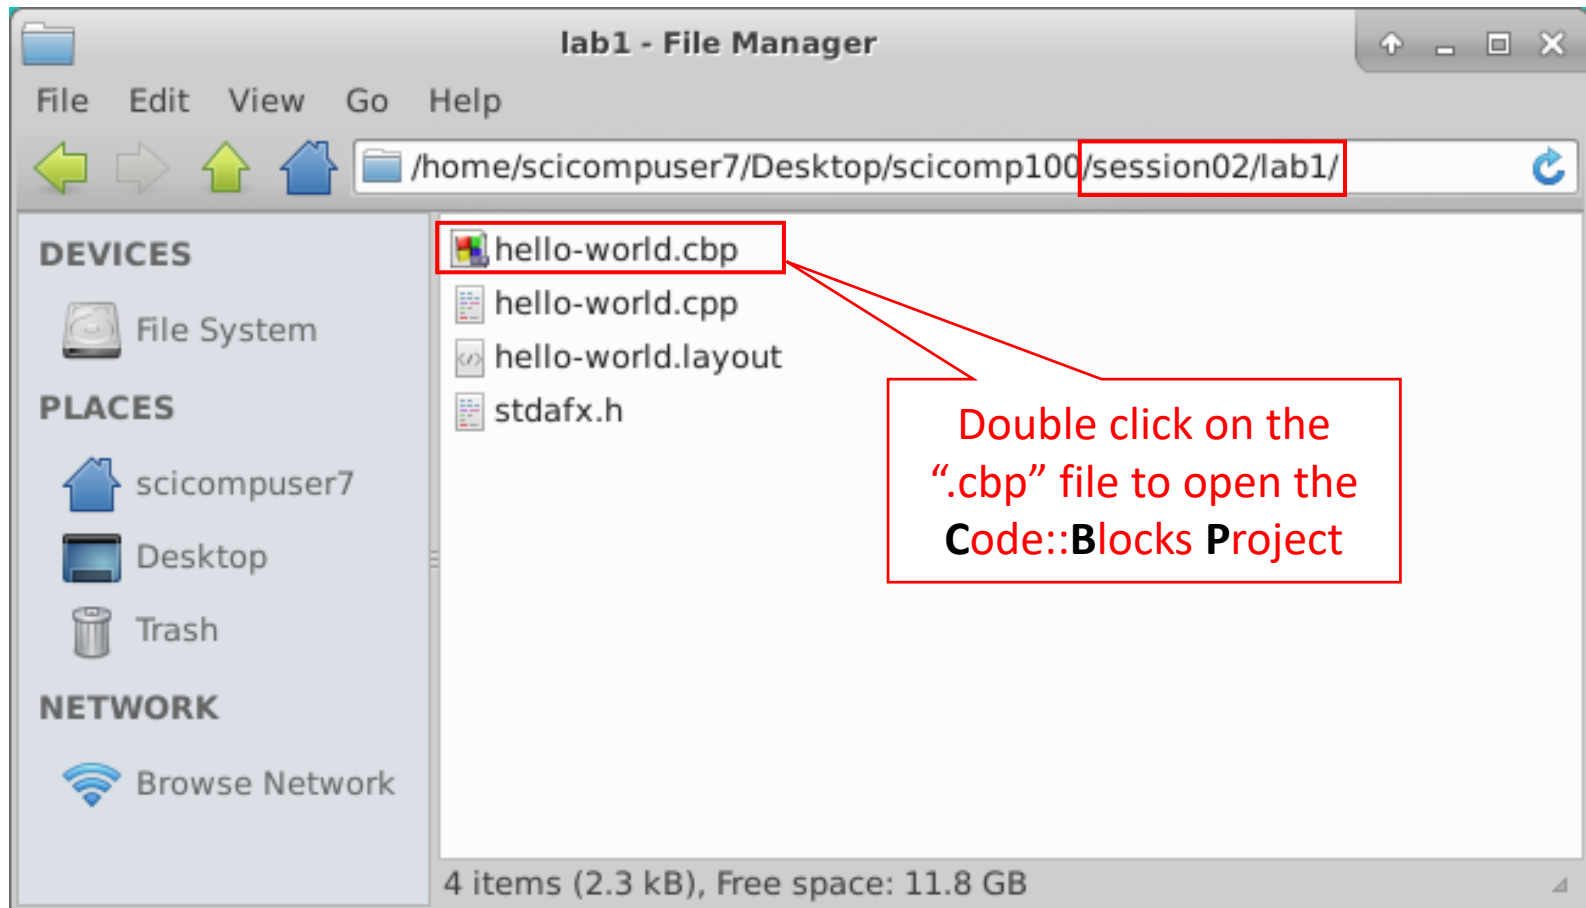 lab1 - File Manager
File Edit View Go Help
/home/scicompuser7/Desktop/scicomp100/session02/lab1/
DEVICES
File System
PLACES
scicompuser7
Desktop
Trash
NETWORK
Browse Network
hello-world.cbp
hello-world.cpp
hello-world.layout
stdafx.h
Double click on the
“.cbp” file to open the
Code::Blocks Project
4 items (2.3 kB), Free space: 11.8 GB